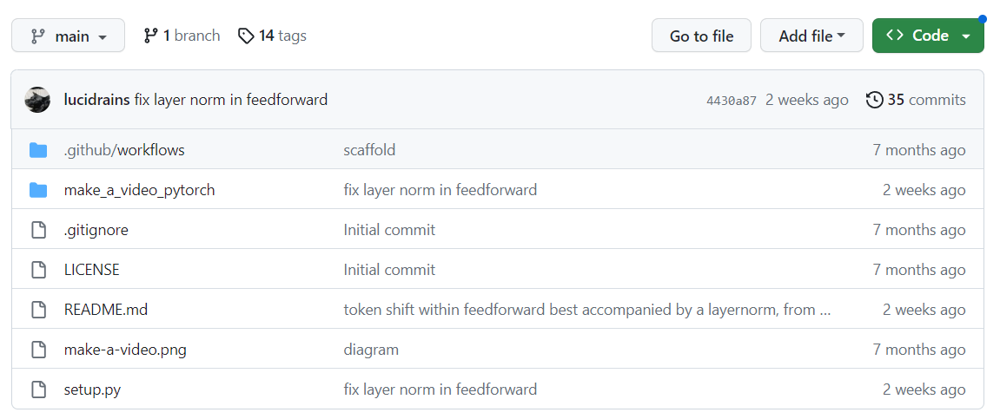 main 1 branch 14 tags Go to file Add file <> Code
lucidrains fix layer norm in feedforward 4430a87 2 weeks ago 35 commits
.github/workflows scaffold 7 months ago
make_a_video_pytorch fix layer norm in feedforward 2 weeks ago
.gitignore Initial commit 7 months ago
LICENSE Initial commit 7 months ago
README.md token shift within feedforward best accompanied by a layernorm, from … 2 weeks ago
make-a-video.png diagram 7 months ago
setup.py fix layer norm in feedforward 2 weeks ago